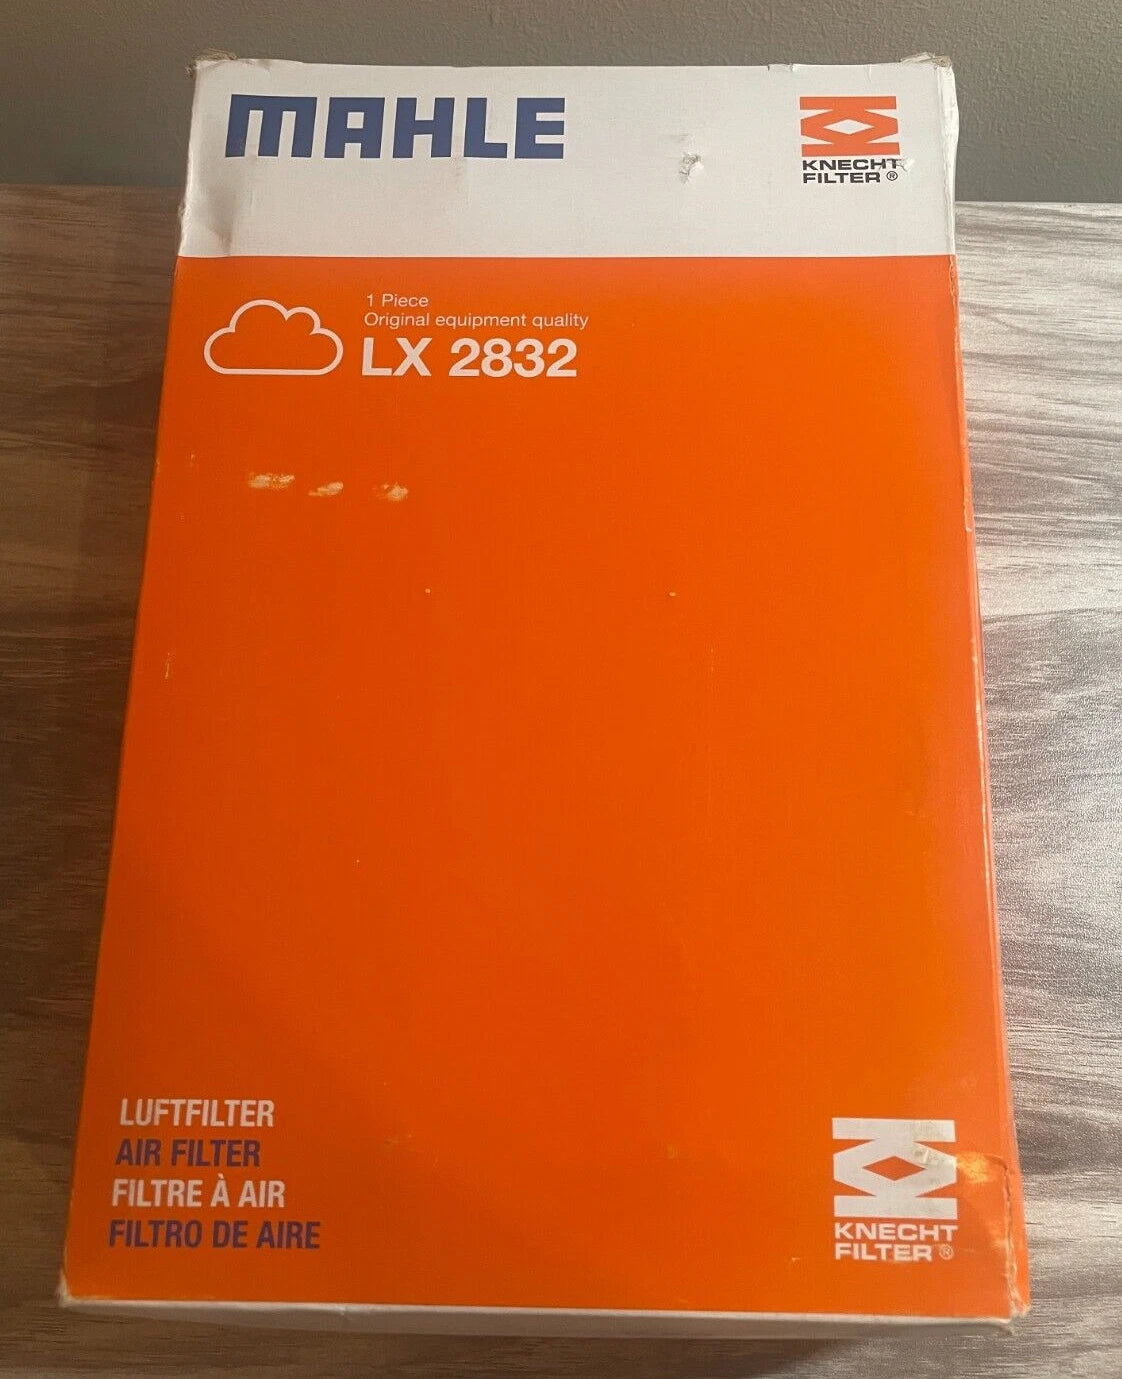 MAHLE
KNECHT
FILTER®
1 Piece
Original equipment quality
LX 2832
LUFTFILTER
AIR FILTER
FILTRE À AIR
FILTRO DE AIRE
KNECHT
FILTER®